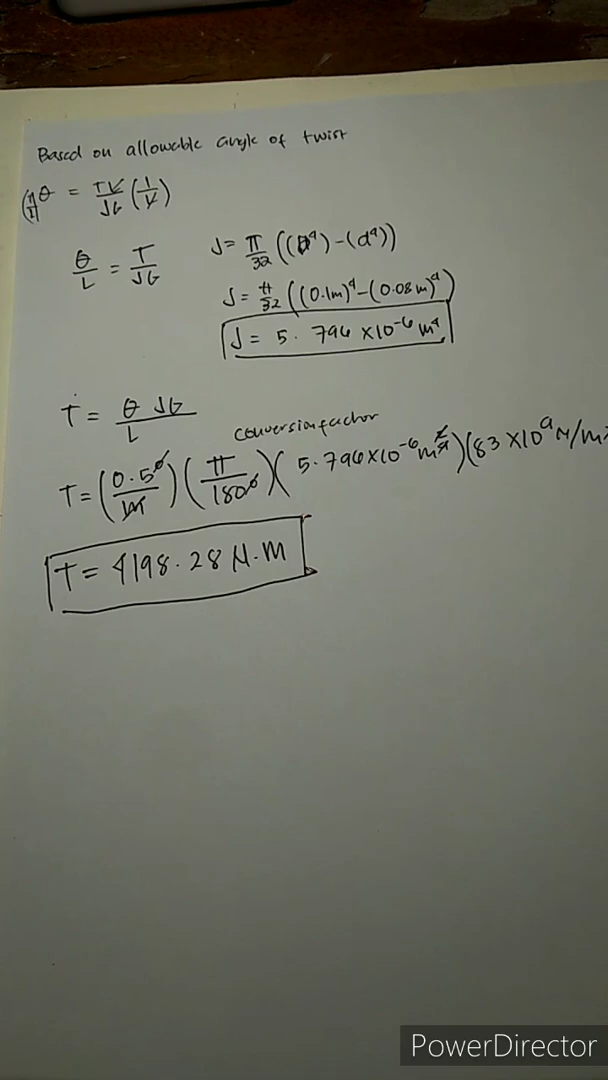 Based on allowable angle of twist
(1/L) θ = TL/JG (1/L)
θ/L = T/JG
J = π/32 ((D⁴) - (d⁴))
J = π/32 ((0.1m)⁴ - (0.08m)⁴)
J = 5.796 x10⁻⁶ m⁴
T = θ JG/L
conversion factor
T = (0.5°/m) (π/180°) (5.796x10⁻⁶ m⁴) (83 x10⁹ N/m²
T = 4198.28 N.m
PowerDirector